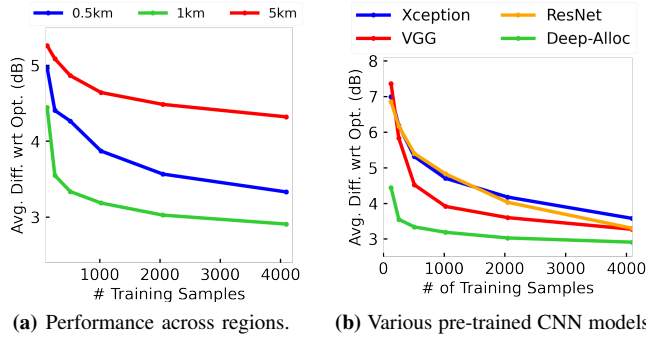 0.5km 1km 5km
Avg. Diff. wrt Opt. (dB)
5
4
3
1000 2000 3000 4000
# Training Samples
(a) Performance across regions.
Xception ResNet
VGG Deep-Alloc
Avg. Diff. wrt Opt. (dB)
8
7
6
5
4
3
0 1000 2000 3000 4000
# of Training Samples
(b) Various pre-trained CNN models